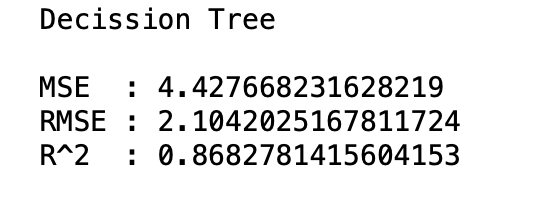 Decission Tree
MSE : 4.427668231628219
RMSE : 2.1042025167811724
R^2 : 0.8682781415604153